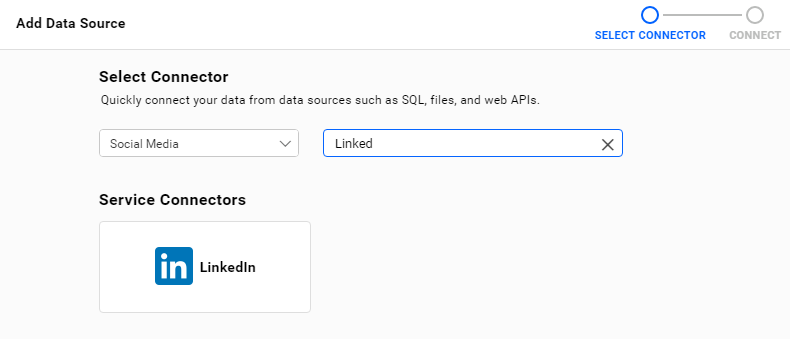 Add Data Source
SELECT CONNECTOR
CONNECT
Select Connector
Quickly connect your data from data sources such as SQL, files, and web APIs.
Social Media
Linked
Service Connectors
in LinkedIn